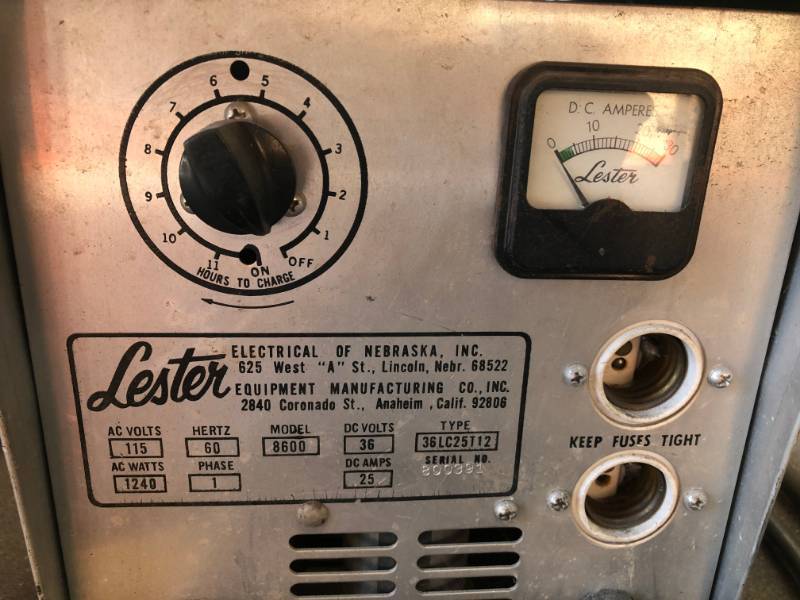 6
5
7
4
8
3
9
2
10
1
11
ON
OFF
HOURS TO CHARGE
D.C. AMPERES
0
10
Lester
Lester
ELECTRICAL OF NEBRASKA, INC.
625 West "A" St., Lincoln, Nebr. 68522
EQUIPMENT MANUFACTURING CO., INC.
2840 Coronado St., Anaheim, Calif. 92806
AC VOLTS
HERTZ
MODEL
DC VOLTS
TYPE
115
60
8600
36
36LC25T12
AC WATTS
PHASE
DC AMPS
SERIAL NO.
1240
1
25
800391
KEEP FUSES TIGHT